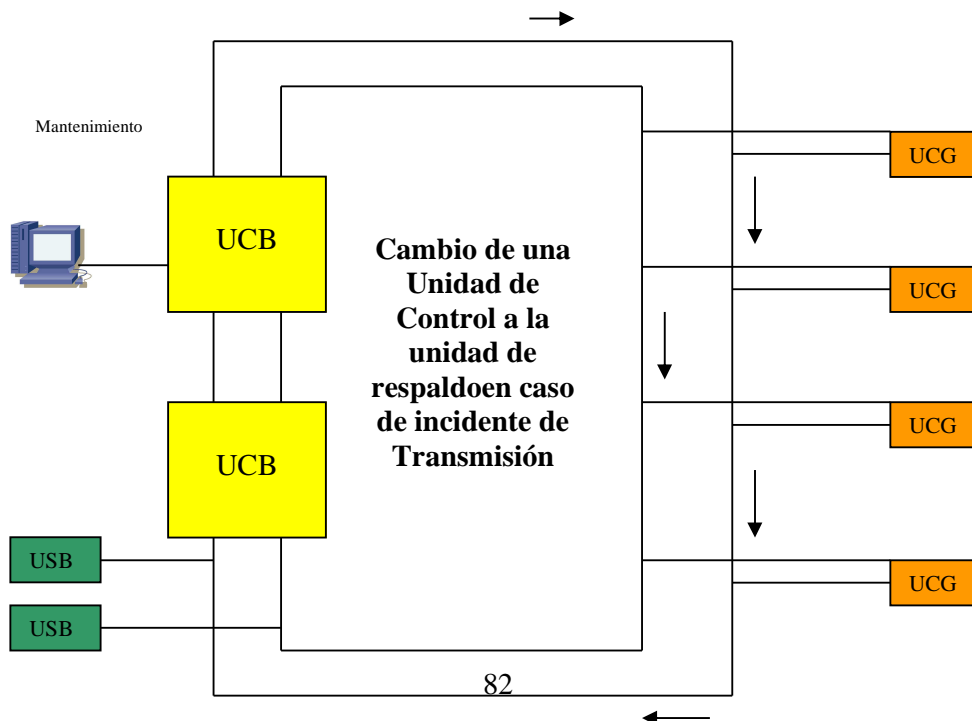 Mantenimiento
UCG
UCB
Cambio de una
Unidad de
Control a la
unidad de
respaldoen caso
de incidente de
Transmisión
UCG
UCB
UCG
USB
UCG
USB
82